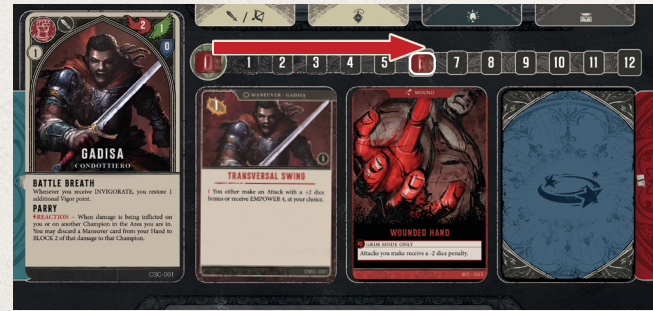 2
1
1
0
GADISA
CONDOTTIERO
BATTLE BREATH
Whenever you receive INVIGORATE, you restore 1
additional Vigor point.
PARRY
REACTION – When damage is being inflicted on
you or on another Champion in the Area you are in,
You may discard a Maneuver card from your Hand to
BLOCK 2 of that damage to that Champion.
CSC-001
0 1 2 3 4 5 6 7 8 9 10 11 12
MANEUVER - GADISA
1
TRANSVERSAL SWING
You either make an Attack with a +2 dice
bonus or receive EMPOWER 4, at your choice.
WOUND
WOUNDED HAND
GRIM MODE ONLY
Attacks you make receive a -2 dice penalty.
WC-005